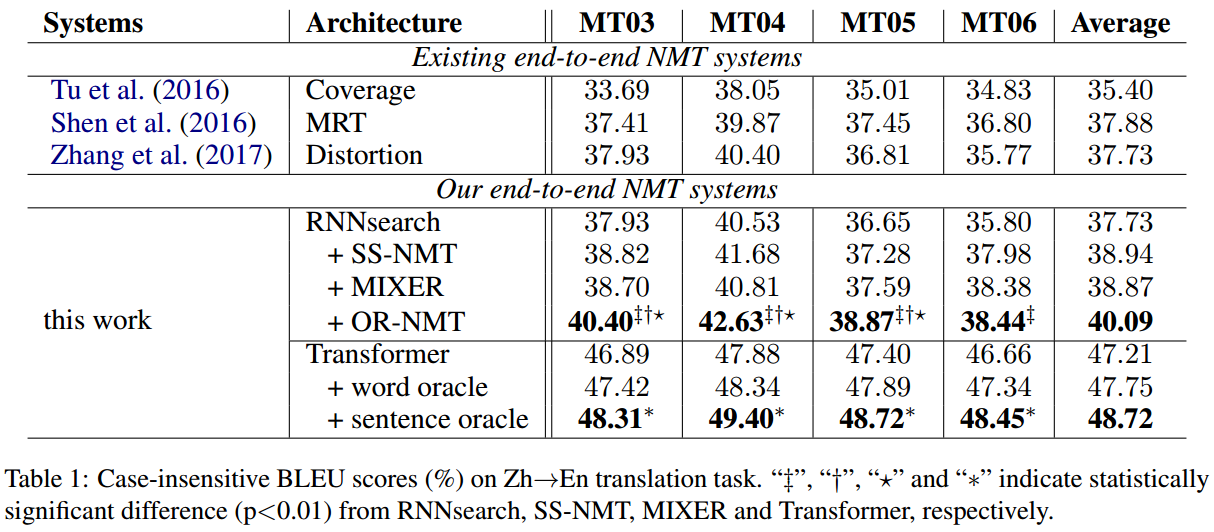 Systems Architecture MT03 MT04 MT05 MT06 Average
Existing end-to-end NMT systems
Tu et al. (2016) Coverage 33.69 38.05 35.01 34.83 35.40
Shen et al. (2016) MRT 37.41 39.87 37.45 36.80 37.88
Zhang et al. (2017) Distortion 37.93 40.40 36.81 35.77 37.73
Our end-to-end NMT systems
RNNsearch 37.93 40.53 36.65 35.80 37.73
+ SS-NMT 38.82 41.68 37.28 37.98 38.94
+ MIXER 38.70 40.81 37.59 38.38 38.87
this work + OR-NMT 40.40‡†⋆ 42.63‡†⋆ 38.87‡†⋆ 38.44‡ 40.09
Transformer 46.89 47.88 47.40 46.66 47.21
+ word oracle 47.42 48.34 47.89 47.34 47.75
+ sentence oracle 48.31* 49.40* 48.72* 48.45* 48.72
Table 1: Case-insensitive BLEU scores (%) on Zh→En translation task. “‡”, “†”, “⋆” and “∗” indicate statistically
significant difference (p<0.01) from RNNsearch, SS-NMT, MIXER and Transformer, respectively.